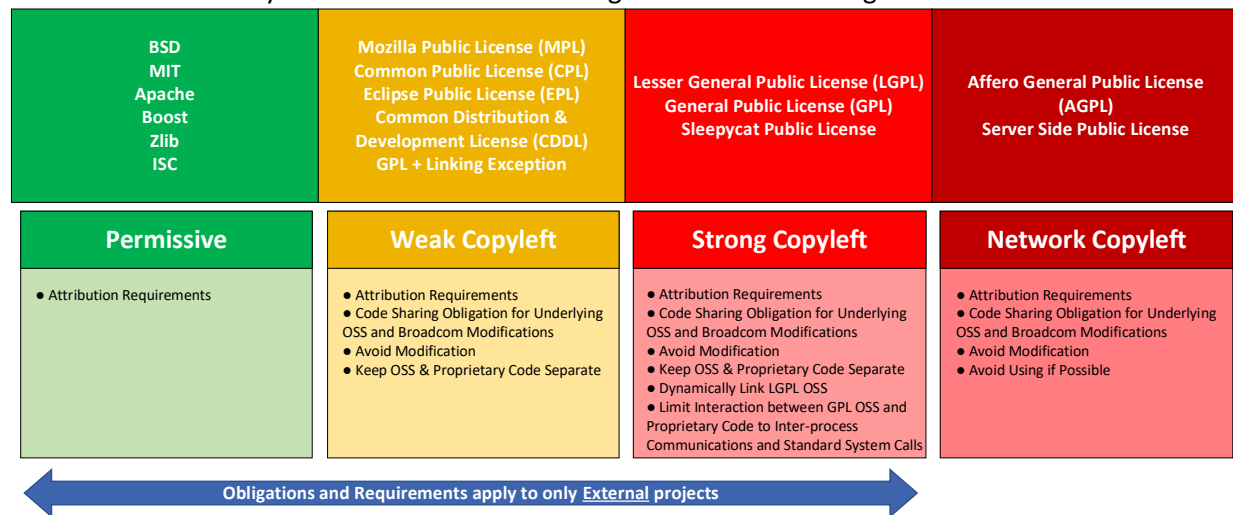 BSD
MIT
Apache
Boost
Zlib
ISC
Mozilla Public License (MPL)
Common Public License (CPL)
Eclipse Public License (EPL)
Common Distribution &
Development License (CDDL)
GPL + Linking Exception
Lesser General Public License (LGPL)
General Public License (GPL)
Sleepycat Public License
Affero General Public License
(AGPL)
Server Side Public License
Permissive
● Attribution Requirements
Weak Copyleft
● Attribution Requirements
● Code Sharing Obligation for Underlying
OSS and Broadcom Modifications
● Avoid Modification
● Keep OSS & Proprietary Code Separate
Strong Copyleft
● Attribution Requirements
● Code Sharing Obligation for Underlying
OSS and Broadcom Modifications
● Avoid Modification
● Keep OSS & Proprietary Code Separate
● Dynamically Link LGPL OSS
● Limit Interaction between GPL OSS and
Proprietary Code to Inter-process
Communications and Standard System Calls
Network Copyleft
● Attribution Requirements
● Code Sharing Obligation for Underlying
OSS and Broadcom Modifications
● Avoid Modification
● Avoid Using if Possible
Obligations and Requirements apply to only External projects